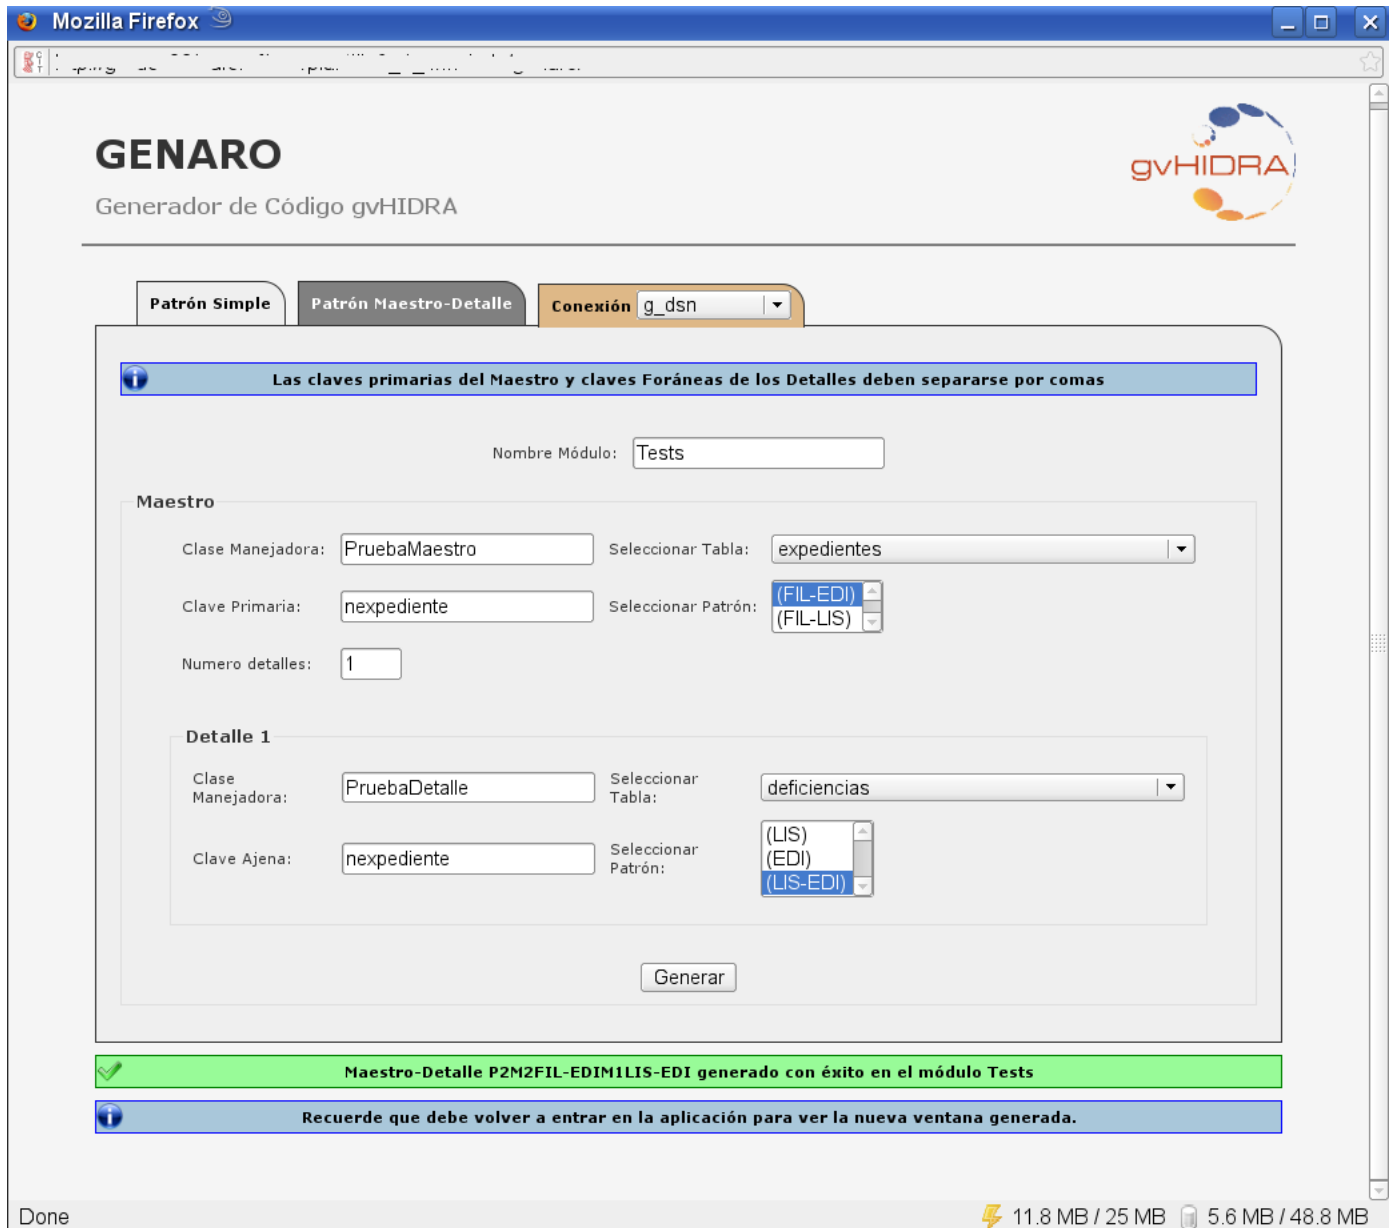 Mozilla Firefox
GENARO
gvHIDRA
Generador de Código gvHIDRA
Patrón Simple
Patrón Maestro-Detalle
Conexión g_dsn
Las claves primarias del Maestro y claves Foráneas de los Detalles deben separarse por comas
Nombre Módulo: Tests
Maestro
Clase Manejadora: PruebaMaestro Seleccionar Tabla: expedientes
Clave Primaria: nexpediente Seleccionar Patrón: (FIL-EDI)
(FIL-LIS)
Numero detalles: 1
Detalle 1
Clase Manejadora: PruebaDetalle Seleccionar Tabla: deficiencias
Clave Ajena: nexpediente Seleccionar Patrón: (LIS)
(EDI)
(LIS-EDI)
Generar
Maestro-Detalle P2M2FIL-EDIM1LIS-EDI generado con éxito en el módulo Tests
Recuerde que debe volver a entrar en la aplicación para ver la nueva ventana generada.
Done 11.8 MB / 25 MB 5.6 MB / 48.8 MB